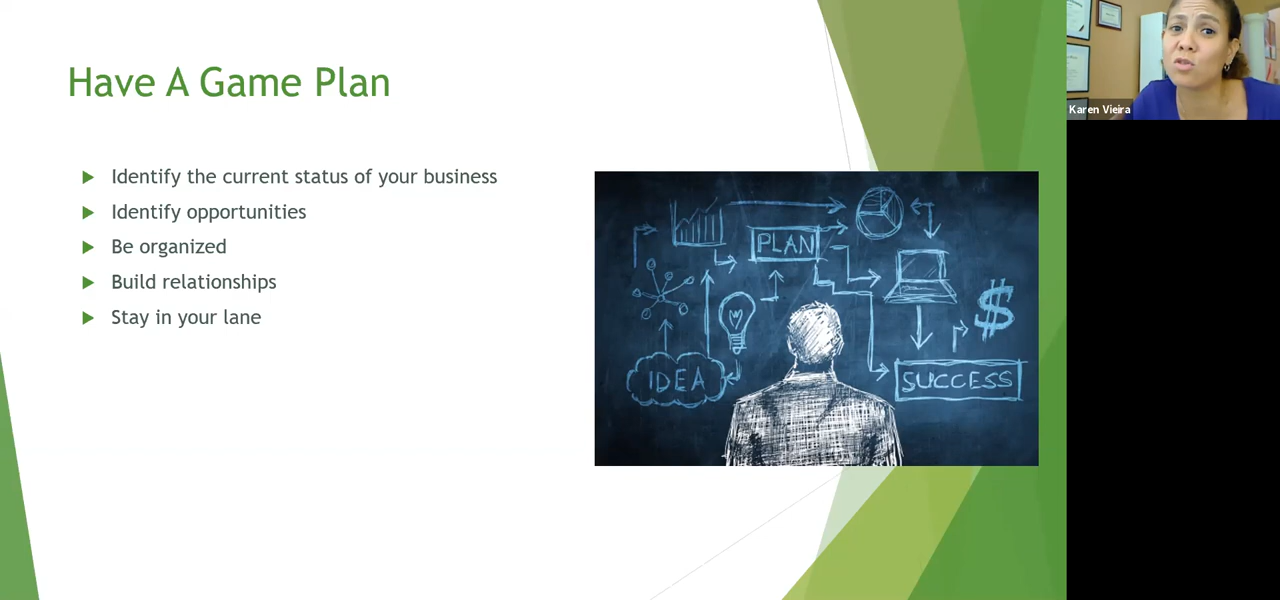 Have A Game Plan
Identify the current status of your business
Identify opportunities
Be organized
Build relationships
Stay in your lane
PLAN
$
IDEA
SUCCESS
Karen Vieira